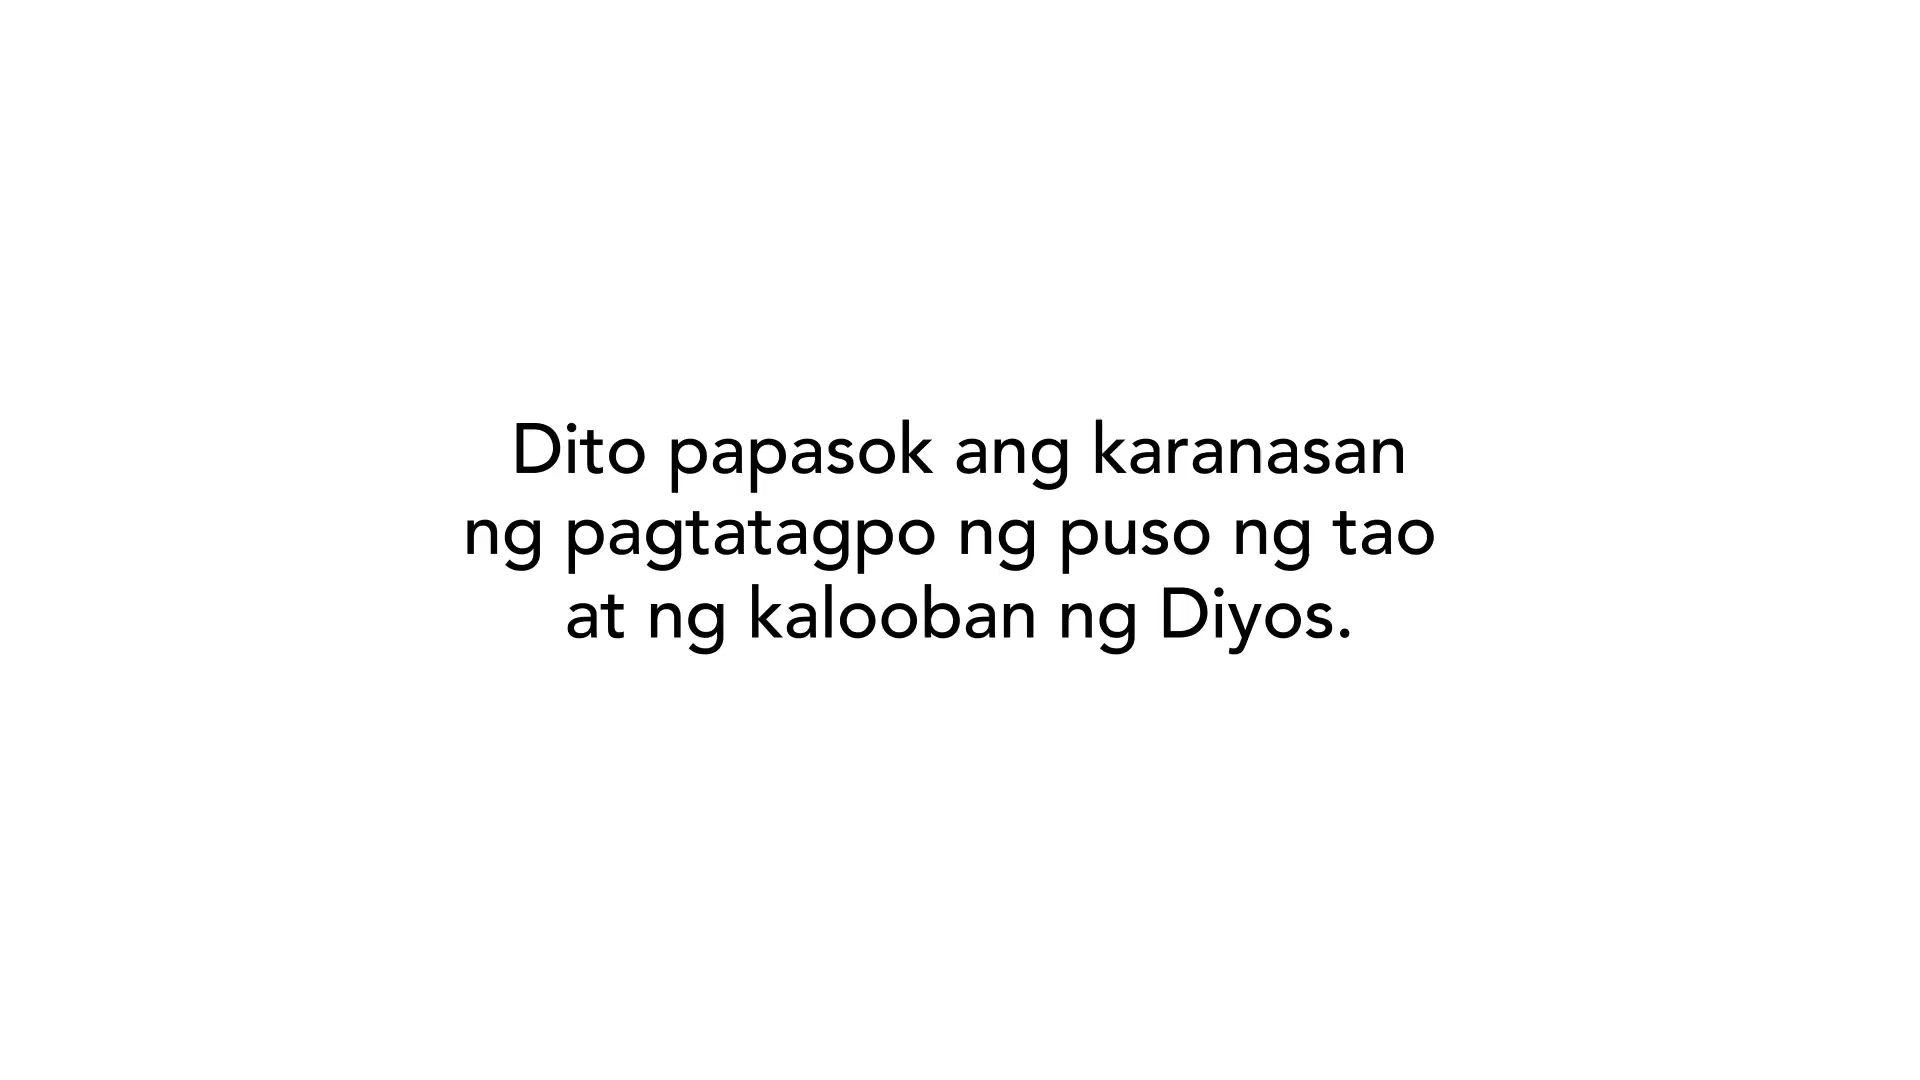 Dito papasok ang karanasan
ng pagtatagpo ng puso ng tao
at ng kalooban ng Diyos.